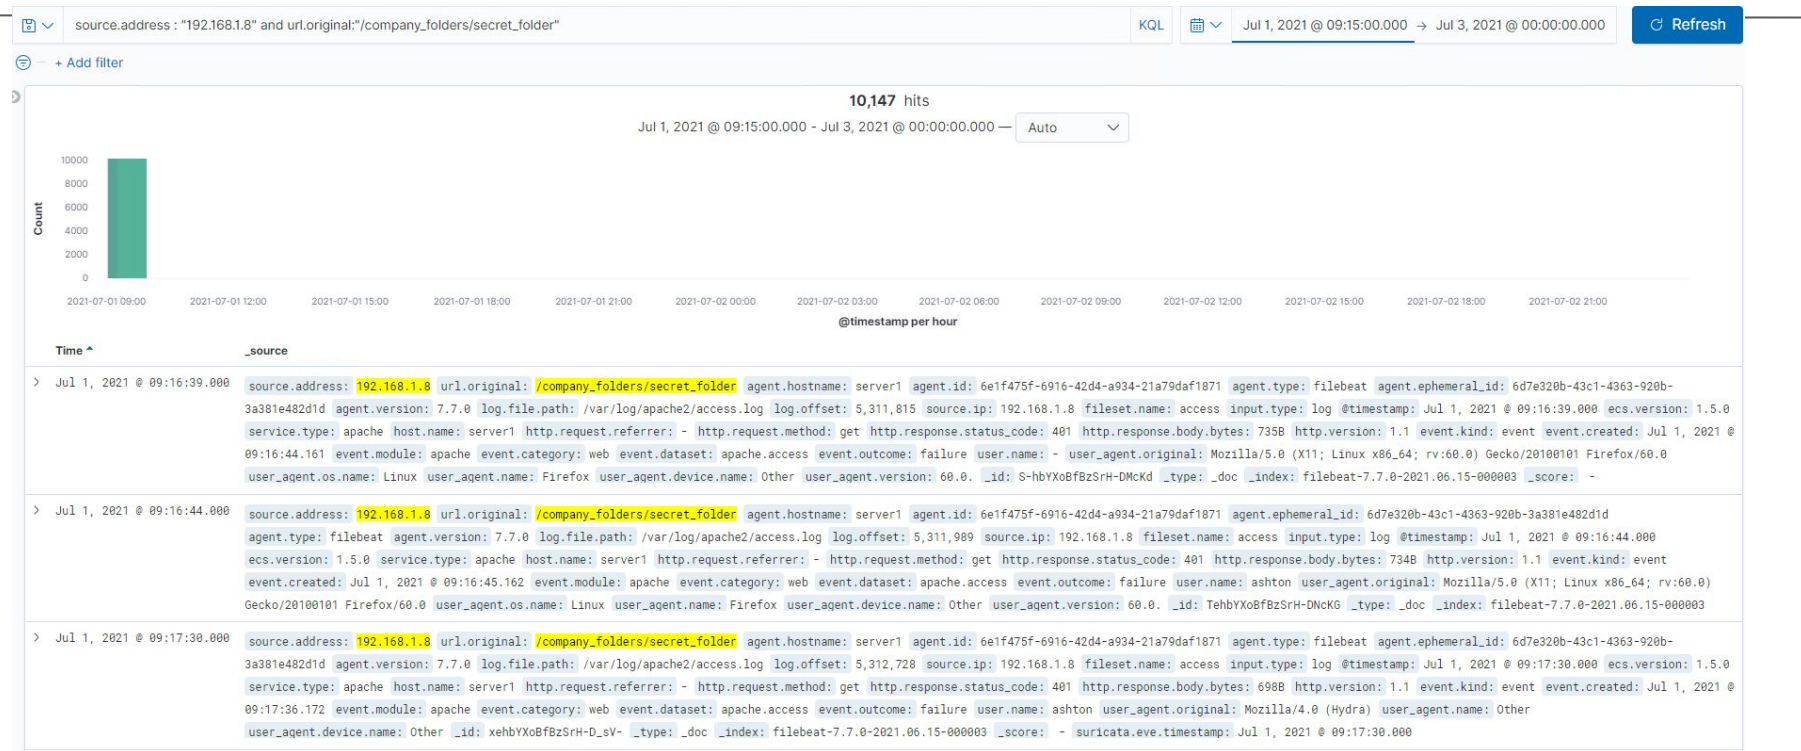 source.address : "192.168.1.8" and url.original:"/company_folders/secret_folder" KQL Jul 1, 2021 @ 09:15:00.000 → Jul 3, 2021 @ 00:00:00.000 Refresh
+ Add filter
10,147 hits
Jul 1, 2021 @ 09:15:00.000 - Jul 3, 2021 @ 00:00:00.000 — Auto
Count
10000
8000
6000
4000
2000
0
2021-07-01 09:00 2021-07-01 12:00 2021-07-01 15:00 2021-07-01 18:00 2021-07-01 21:00 2021-07-02 00:00 2021-07-02 03:00 2021-07-02 06:00 2021-07-02 09:00 2021-07-02 12:00 2021-07-02 15:00 2021-07-02 18:00 2021-07-02 21:00
@timestamp per hour
Time _source
Jul 1, 2021 @ 09:16:39.000 source.address: 192.168.1.8 url.original: /company_folders/secret_folder agent.hostname: server1 agent.id: 6e1f475f-6916-42d4-a934-21a79daf1871 agent.type: filebeat agent.ephemeral_id: 6d7e320b-43c1-4363-920b-
3a381e482d1d agent.version: 7.7.0 log.file.path: /var/log/apache2/access.log log.offset: 5,311,815 source.ip: 192.168.1.8 fileset.name: access input.type: log @timestamp: Jul 1, 2021 @ 09:16:39.000 ecs.version: 1.5.0
service.type: apache host.name: server1 http.request.referrer: - http.request.method: get http.response.status_code: 401 http.response.body.bytes: 735B http.version: 1.1 event.kind: event event.created: Jul 1, 2021 @
09:16:44.161 event.module: apache event.category: web event.dataset: apache.access event.outcome: failure user.name: - user_agent.original: Mozilla/5.0 (X11; Linux x86_64; rv:60.0) Gecko/20100101 Firefox/60.0
user_agent.os.name: Linux user_agent.name: Firefox user_agent.device.name: Other user_agent.version: 60.0. _id: S-hbYXoBfBzSrH-DMcKd _type: _doc _index: filebeat-7.7.0-2021.06.15-000003 _score: -
Jul 1, 2021 @ 09:16:44.000 source.address: 192.168.1.8 url.original: /company_folders/secret_folder agent.hostname: server1 agent.id: 6e1f475f-6916-42d4-a934-21a79daf1871 agent.ephemeral_id: 6d7e320b-43c1-4363-920b-3a381e482d1d
agent.type: filebeat agent.version: 7.7.0 log.file.path: /var/log/apache2/access.log log.offset: 5,311,989 source.ip: 192.168.1.8 fileset.name: access input.type: log @timestamp: Jul 1, 2021 @ 09:16:44.000
ecs.version: 1.5.0 service.type: apache host.name: server1 http.request.referrer: - http.request.method: get http.response.status_code: 401 http.response.body.bytes: 734B http.version: 1.1 event.kind: event
event.created: Jul 1, 2021 @ 09:16:45.162 event.module: apache event.category: web event.dataset: apache.access event.outcome: failure user.name: ashton user_agent.original: Mozilla/5.0 (X11; Linux x86_64; rv:60.0)
Gecko/20100101 Firefox/60.0 user_agent.os.name: Linux user_agent.name: Firefox user_agent.device.name: Other user_agent.version: 60.0. _id: TehbYXoBfBzSrH-DNcKG _type: _doc _index: filebeat-7.7.0-2021.06.15-000003
Jul 1, 2021 @ 09:17:30.000 source.address: 192.168.1.8 url.original: /company_folders/secret_folder agent.hostname: server1 agent.id: 6e1f475f-6916-42d4-a934-21a79daf1871 agent.type: filebeat agent.ephemeral_id: 6d7e320b-43c1-4363-920b-
3a381e482d1d agent.version: 7.7.0 log.file.path: /var/log/apache2/access.log log.offset: 5,312,728 source.ip: 192.168.1.8 fileset.name: access input.type: log @timestamp: Jul 1, 2021 @ 09:17:30.000 ecs.version: 1.5.0
service.type: apache host.name: server1 http.request.referrer: - http.request.method: get http.response.status_code: 401 http.response.body.bytes: 698B http.version: 1.1 event.kind: event event.created: Jul 1, 2021 @
09:17:36.172 event.module: apache event.category: web event.dataset: apache.access event.outcome: failure user.name: ashton user_agent.original: Mozilla/4.0 (Hydra) user_agent.name: Other
user_agent.device.name: Other _id: xehbYXoBfBzSrH-D_sV- _type: _doc _index: filebeat-7.7.0-2021.06.15-000003 _score: - suricata.eve.timestamp: Jul 1, 2021 @ 09:17:30.000